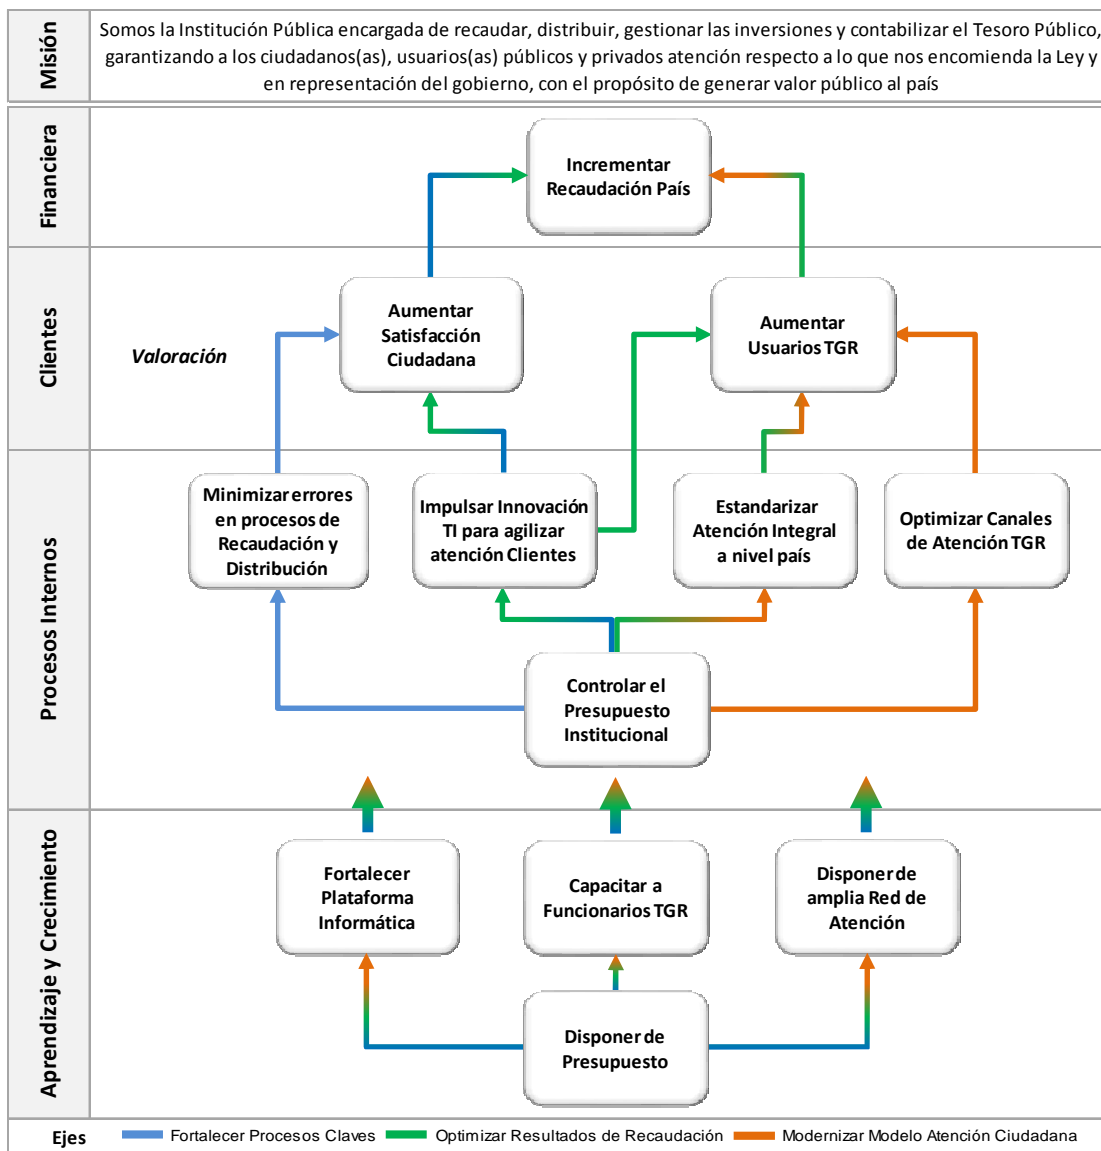 Misión
Somos la Institución Pública encargada de recaudar, distribuir, gestionar las inversiones y contabilizar el Tesoro Público,
garantizando a los ciudadanos(as), usuarios(as) públicos y privados atención respecto a lo que nos encomienda la Ley y
en representación del gobierno, con el propósito de generar valor público al país
Financiera
Incrementar
Recaudación País
Clientes
Valoración
Aumentar
Satisfacción
Ciudadana
Aumentar
Usuarios TGR
Procesos Internos
Minimizar errores
en procesos de
Recaudación y
Distribución
Impulsar Innovación
TI para agilizar
atención Clientes
Estandarizar
Atención Integral
a nivel país
Optimizar Canales
de Atención TGR
Controlar el
Presupuesto
Institucional
Aprendizaje y Crecimiento
Fortalecer
Plataforma
Informática
Capacitar a
Funcionarios TGR
Disponer de
amplia Red de
Atención
Disponer de
Presupuesto
Ejes
Fortalecer Procesos Claves
Optimizar Resultados de Recaudación
Modernizar Modelo Atención Ciudadana